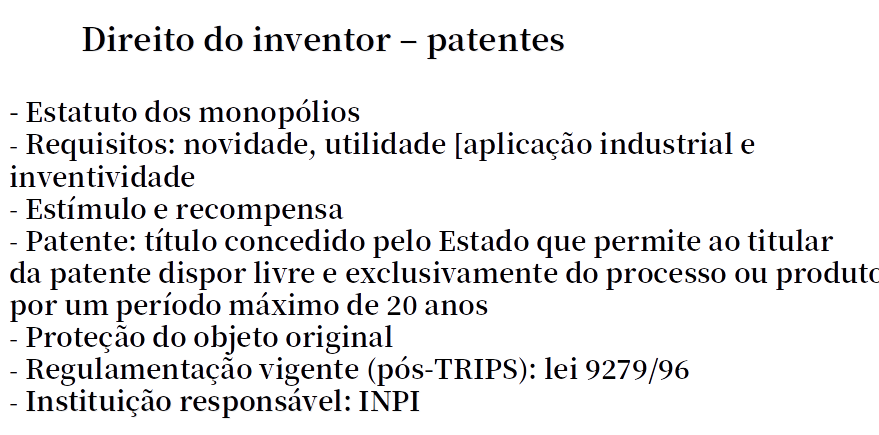 Direito do inventor – patentes
- Estatuto dos monopólios
- Requisitos: novidade, utilidade [aplicação industrial e
inventividade
- Estímulo e recompensa
- Patente: título concedido pelo Estado que permite ao titular
da patente dispor livre e exclusivamente do processo ou produto
por um período máximo de 20 anos
- Proteção do objeto original
- Regulamentação vigente (pós-TRIPS): lei 9279/96
- Instituição responsável: INPI